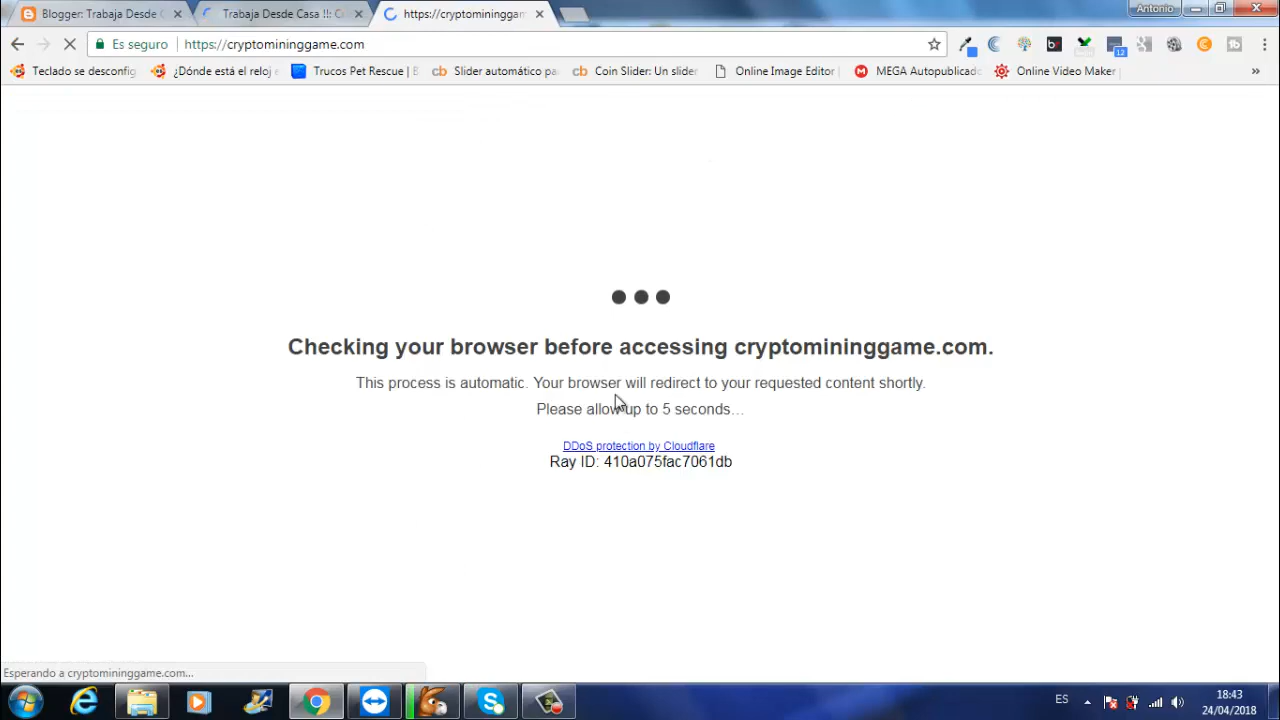 Blogger: Trabaja Desde C
Trabaja Desde Casa !!: Cu
https://cryptomininggam
Antonio
Es seguro
https://cryptomininggame.com
12
Teclado se desconfig
¿Dónde está el reloj
Trucos Pet Rescue | B
Slider automático pa
Coin Slider: Un slider
Online Image Editor
MEGA Autopublicad
Online Video Maker
»
Checking your browser before accessing cryptomininggame.com.
This process is automatic. Your browser will redirect to your requested content shortly.
Please allow up to 5 seconds…
DDoS protection by Cloudflare
Ray ID: 410a075fac7061db
Esperando a cryptomininggame.com...
ES
18:43
24/04/2018